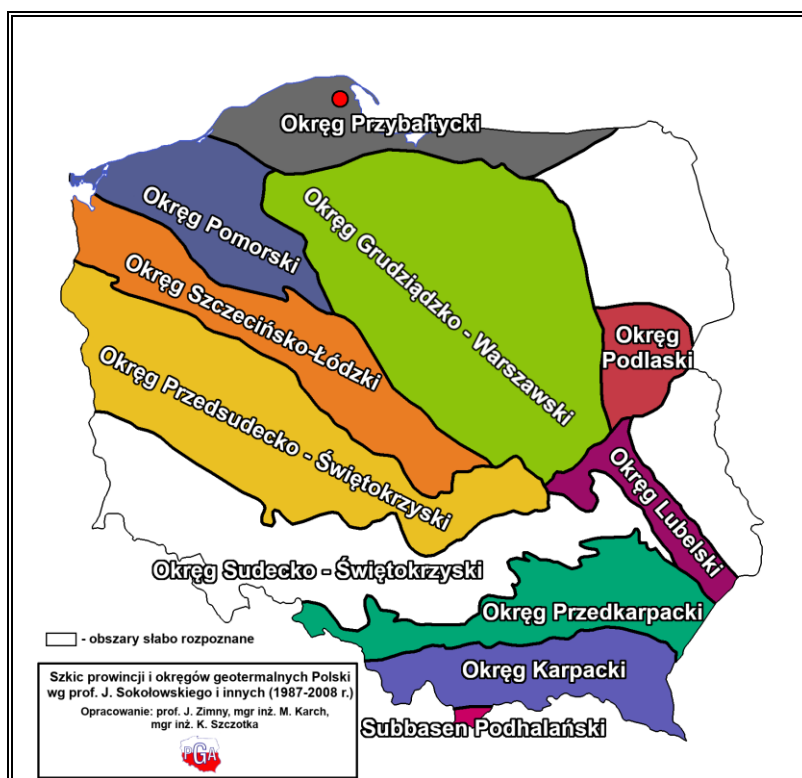 Okręg Przybałtycki
Okręg Pomorski
Okręg Grudziądzko - Warszawski
Okręg Szczecińsko-Łódzki
Okręg
Podlaski
Okręg Przedsudecko - Świętokrzyski
Okręg Lubelski
Okręg Sudecko - Świętokrzyski
Okręg Przedkarpacki
Okręg Karpacki
Subbasen Podhalański
- obszary słabo rozpoznane
Szkic prowincji i okręgów geotermalnych Polski
wg prof. J. Sokołowskiego i innych (1987-2008 r.)
Opracowanie: prof. J. Zimny, mgr inż. M. Karch,
mgr inż. K. Szczotka
PGA